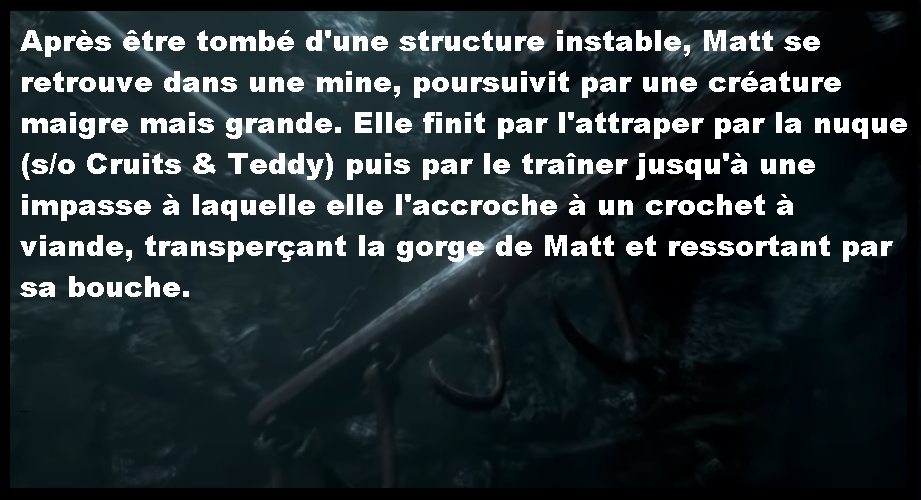 Après être tombé d'une structure instable, Matt se
retrouve dans une mine, poursuivit par une créature
maigre mais grande. Elle finit par l'attraper par la nuque
(s/o Cruits & Teddy) puis par le traîner jusqu'à une
impasse à laquelle elle l'accroche à un crochet à
viande, transperçant la gorge de Matt et ressortant par
sa bouche.